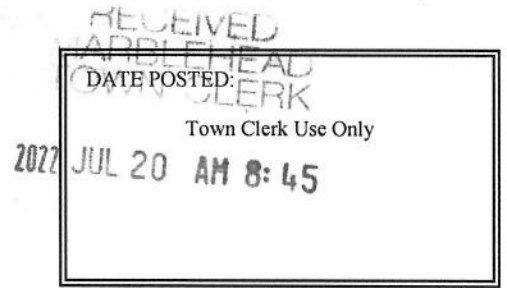 RECEIVED
MARBLEHEAD
TOWN CLERK
DATE POSTED:
Town Clerk Use Only
2022 JUL 20 AM 8:45